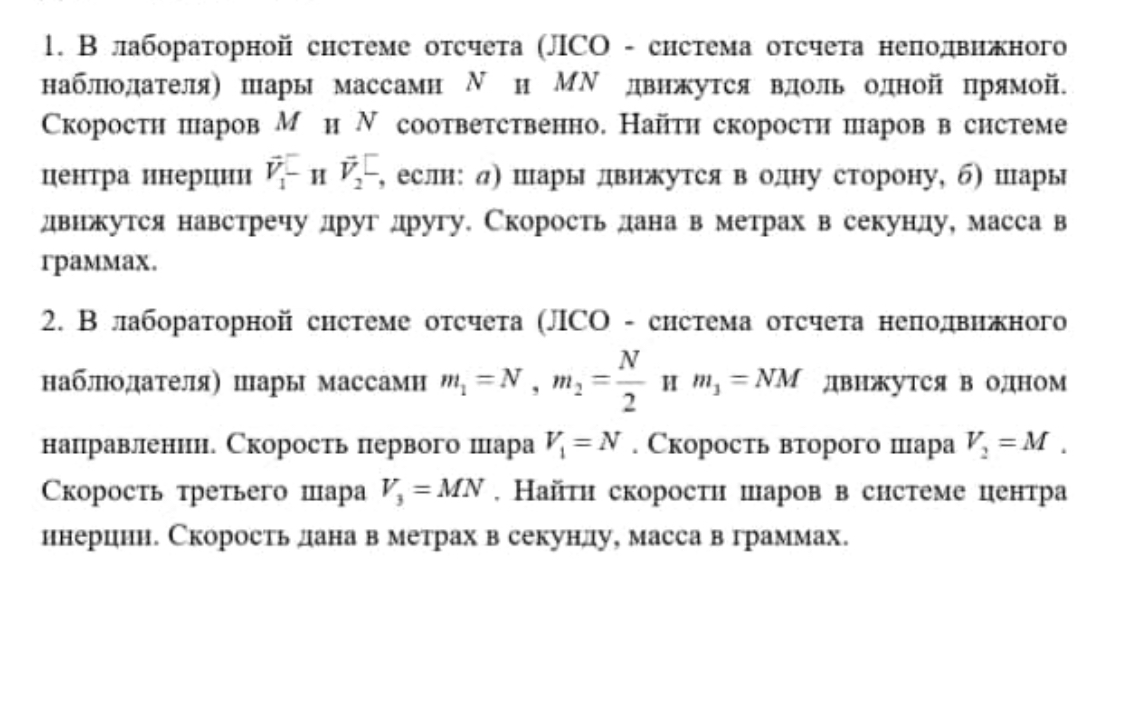 1. В лабораторной системе отсчета (ЛСО - система отсчета неподвижного
наблюдателя) шары массами N и MN движутся вдоль одной прямой.
Скорости шаров M и N соответственно. Найти скорости шаров в системе
центра инерции V⃗₁ и V⃗₂, если: а) шары движутся в одну сторону, б) шары
движутся навстречу друг другу. Скорость дана в метрах в секунду, масса в
граммах.
2. В лабораторной системе отсчета (ЛСО - система отсчета неподвижного
наблюдателя) шары массами m₁ = N , m₂ = N/2 и m₃ = NM движутся в одном
направлении. Скорость первого шара V₁ = N . Скорость второго шара V₂ = M .
Скорость третьего шара V₃ = MN . Найти скорости шаров в системе центра
инерции. Скорость дана в метрах в секунду, масса в граммах.